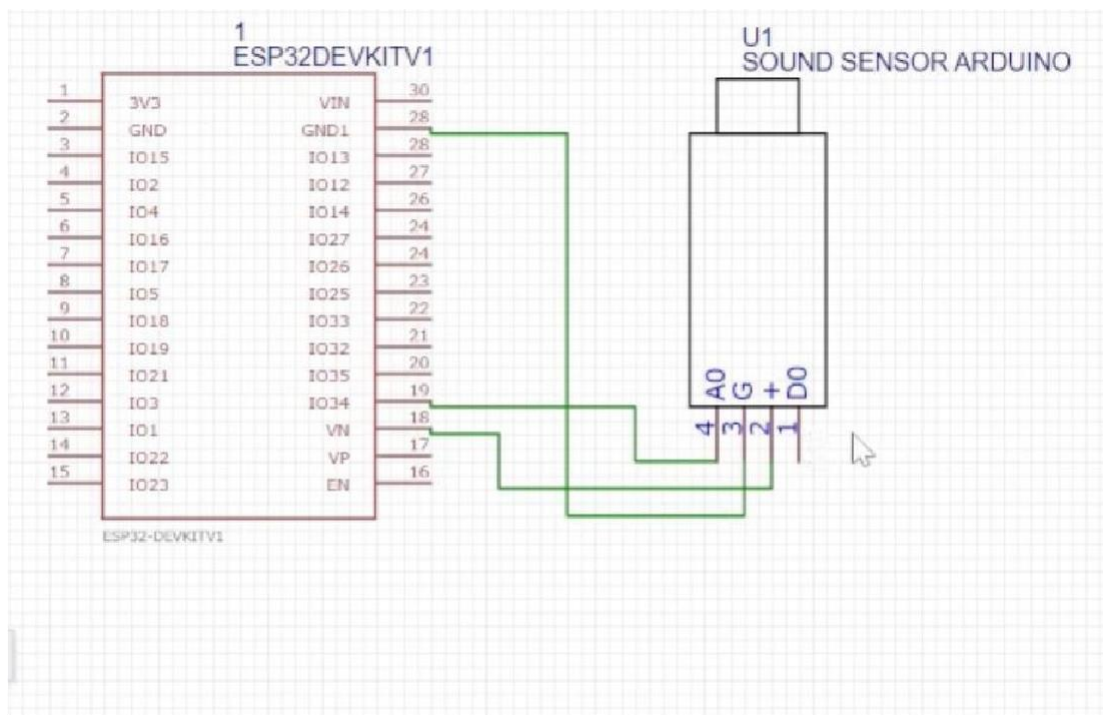 1
ESP32DEVKITV1
1 3V3 VIN 30
2 GND GND1 28
3 IO15 IO13 28
4 IO2 IO12 27
5 IO4 IO14 26
6 IO16 IO27 24
7 IO17 IO26 24
8 IO5 IO25 23
9 IO18 IO33 22
10 IO19 IO32 21
11 IO21 IO35 20
12 IO3 IO34 19
13 IO1 VN 18
14 IO22 VP 17
15 IO23 EN 16
ESP32-DEVKITV1
U1
SOUND SENSOR ARDUINO
A0 G + D0
4 3 2 1